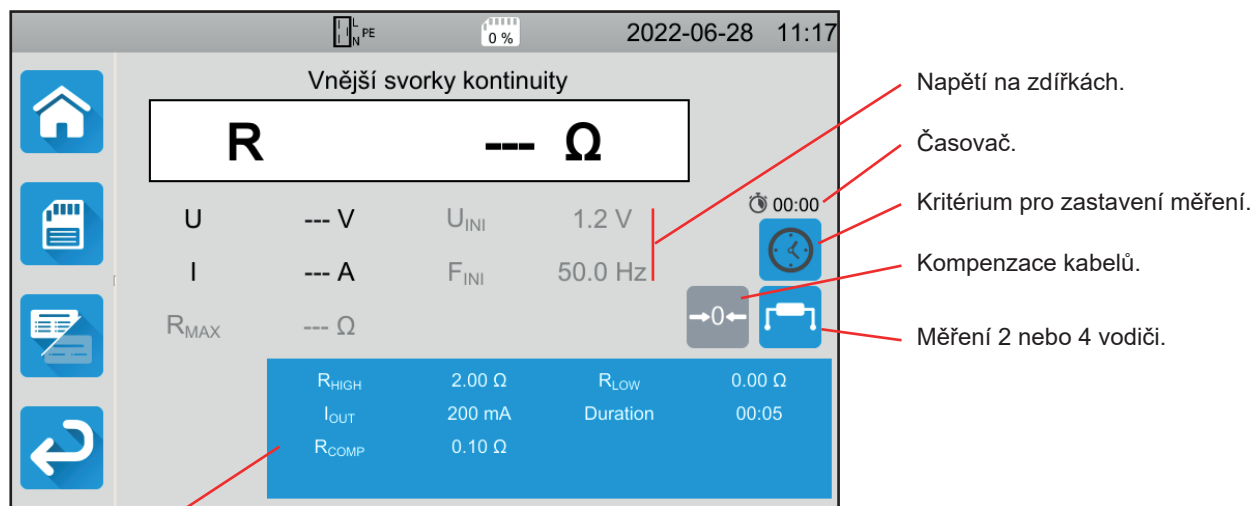 L
N PE
0 %
2022-06-28 11:17
Vnější svorky kontinuity
R --- Ω
Napětí na zdířkách.
Časovač.
00:00
Kritérium pro zastavení měření.
U --- V U_INI 1.2 V
I --- A F_INI 50.0 Hz
Kompenzace kabelů.
→0←
R_MAX --- Ω
Měření 2 nebo 4 vodiči.
R_HIGH 2.00 Ω R_LOW 0.00 Ω
I_OUT 200 mA Duration 00:05
R_COMP 0.10 Ω